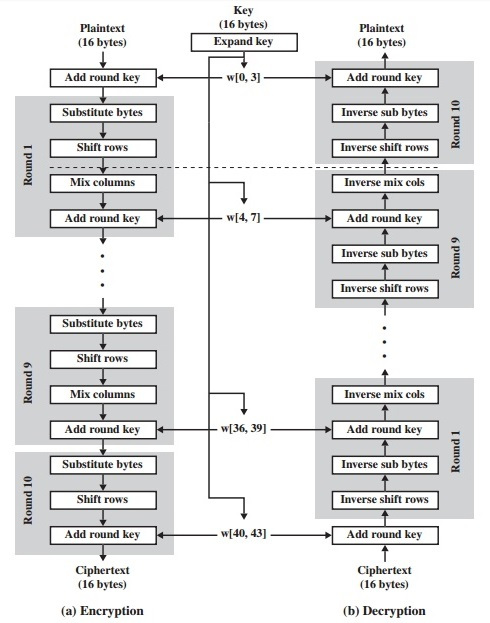 Key
(16 bytes)
Expand key
Plaintext
(16 bytes)
Add round key
Round 1
Substitute bytes
Shift rows
Mix columns
Add round key
Round 9
Substitute bytes
Shift rows
Mix columns
Add round key
Round 10
Substitute bytes
Shift rows
Add round key
Ciphertext
(16 bytes)
(a) Encryption
w[0, 3]
w[4, 7]
w[36, 39]
w[40, 43]
Plaintext
(16 bytes)
Add round key
Inverse sub bytes
Inverse shift rows
Round 10
Inverse mix cols
Add round key
Inverse sub bytes
Inverse shift rows
Round 9
Inverse mix cols
Add round key
Inverse sub bytes
Inverse shift rows
Round 1
Add round key
Ciphertext
(16 bytes)
(b) Decryption